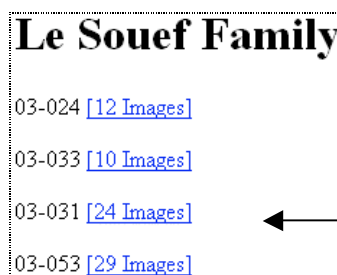 Le Souef Family
03-024 [12 Images]
03-033 [10 Images]
03-031 [24 Images]
03-053 [29 Images]